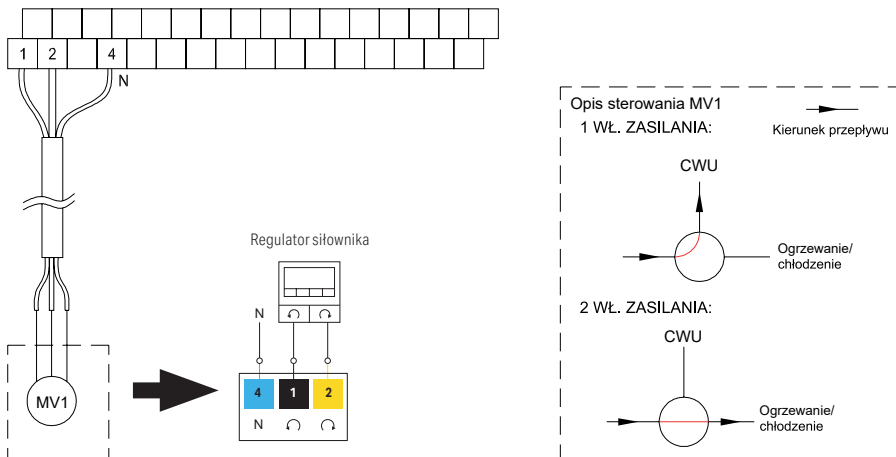 1 2 4
N
MV1
Regulator siłownika
N
4 1 2
N
Opis sterowania MV1
Kierunek przepływu
1 WŁ. ZASILANIA:
CWU
Ogrzewanie/
chłodzenie
2 WŁ. ZASILANIA:
CWU
Ogrzewanie/
chłodzenie